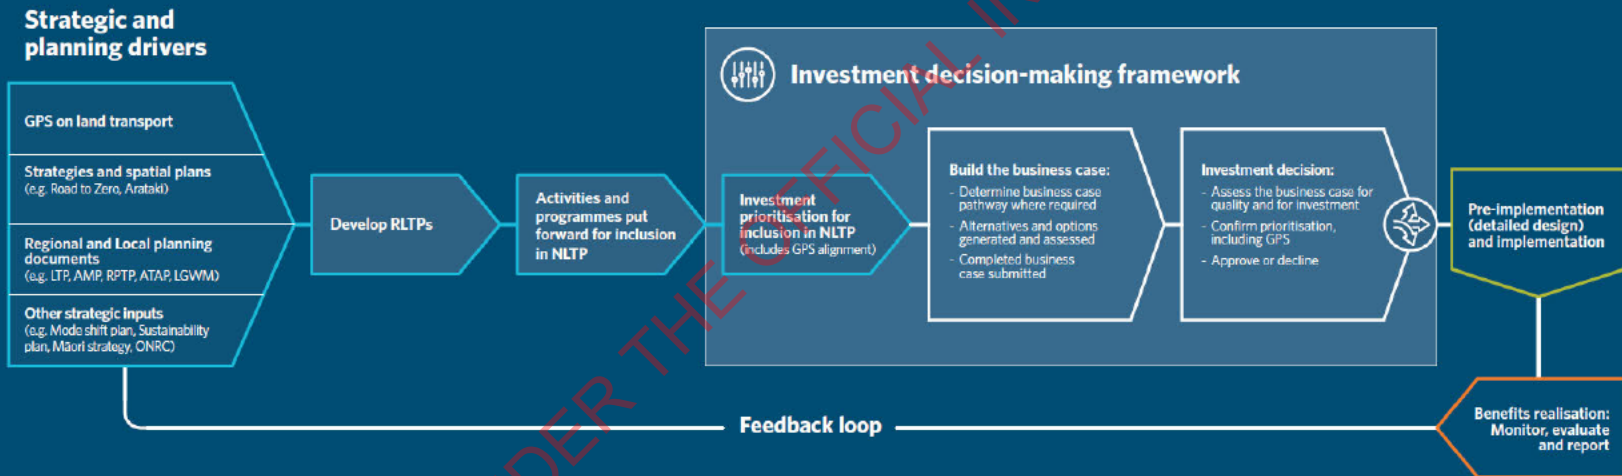 Strategic and
planning drivers
GPS on land transport
Strategies and spatial plans
(e.g. Road to Zero, Arataki)
Regional and Local planning
documents
(e.g. LTP, AMP, RPTP, ATAP, LGWM)
Other strategic inputs
(e.g. Mode shift plan, Sustainability
plan, Māori strategy, ONRC)
Develop RLTPs
Activities and
programmes put
forward for inclusion
in NLTP
Investment decision-making framework
Investment
prioritisation for
inclusion in NLTP
(includes GPS alignment)
Build the business case:
- Determine business case
pathway where required
- Alternatives and options
generated and assessed
- Completed business
case submitted
Investment decision:
- Assess the business case for
quality and for investment
- Confirm prioritisation,
including GPS
- Approve or decline
Pre-implementation
(detailed design)
and implementation
Benefits realisation:
Monitor, evaluate
and report
Feedback loop
DER THE OFFICIAL IN